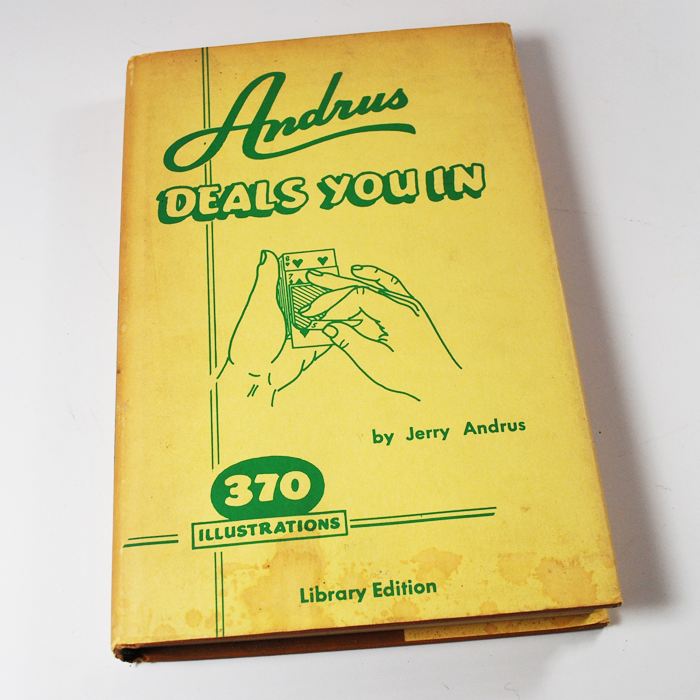 Andrus
DEALS YOU IN
by Jerry Andrus
370
ILLUSTRATIONS
Library Edition